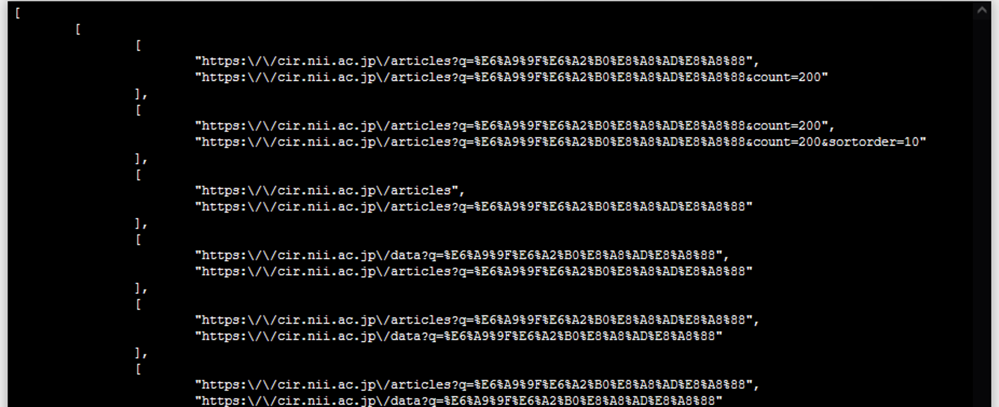 [
[
[
"https:\/\/cir.nii.ac.jp\/articles?q=%E6%A9%9F%E6%A2%B0%E8%A8%AD%E8%A8%88",
"https:\/\/cir.nii.ac.jp\/articles?q=%E6%A9%9F%E6%A2%B0%E8%A8%AD%E8%A8%88&count=200"
],
[
"https:\/\/cir.nii.ac.jp\/articles?q=%E6%A9%9F%E6%A2%B0%E8%A8%AD%E8%A8%88&count=200",
"https:\/\/cir.nii.ac.jp\/articles?q=%E6%A9%9F%E6%A2%B0%E8%A8%AD%E8%A8%88&count=200&sortorder=10"
],
[
"https:\/\/cir.nii.ac.jp\/articles",
"https:\/\/cir.nii.ac.jp\/articles?q=%E6%A9%9F%E6%A2%B0%E8%A8%AD%E8%A8%88"
],
[
"https:\/\/cir.nii.ac.jp\/data?q=%E6%A9%9F%E6%A2%B0%E8%A8%AD%E8%A8%88",
"https:\/\/cir.nii.ac.jp\/articles?q=%E6%A9%9F%E6%A2%B0%E8%A8%AD%E8%A8%88"
],
[
"https:\/\/cir.nii.ac.jp\/articles?q=%E6%A9%9F%E6%A2%B0%E8%A8%AD%E8%A8%88",
"https:\/\/cir.nii.ac.jp\/data?q=%E6%A9%9F%E6%A2%B0%E8%A8%AD%E8%A8%88"
],
[
"https:\/\/cir.nii.ac.jp\/articles?q=%E6%A9%9F%E6%A2%B0%E8%A8%AD%E8%A8%88",
"https:\/\/cir.nii.ac.jp\/data?q=%E6%A9%9F%E6%A2%B0%E8%A8%AD%E8%A8%88"